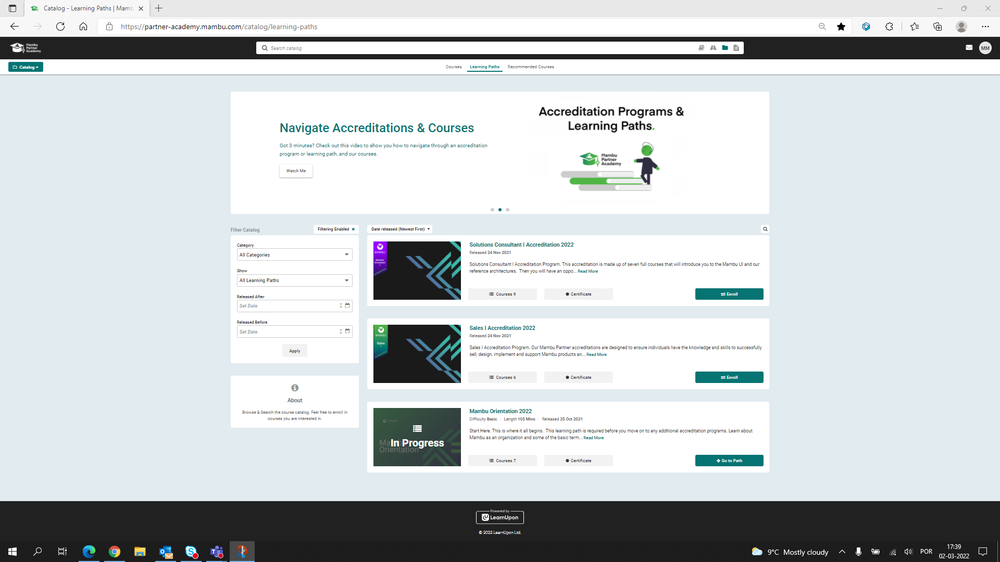 Catalog - Learning Paths | Mamb
https://partner-academy.mambu.com/catalog/learning-paths
Mambu
Partner
Academy
Search catalog
MM
Catalog
Courses
Learning Paths
Recommended Courses
Navigate Accreditations & Courses
Got 3 minutes? Check out this video to show you how to navigate through an accreditation
program or learning path, and our courses.
Watch Me
Accreditation Programs &
Learning Paths.
Mambu
Partner
Academy
Filter Catalog
Filtering Enabled
Category
All Categories
Show
All Learning Paths
Released After
Set Date
Released Before
Set Date
Apply
About
Browse & Search the course catalog. Feel free to enroll in
courses you are interested in.
Date released (Newest First)
MAMBU
Solution
Consultant
I
Solutions Consultant I Accreditation 2022
Released 24 Nov 2021
Solutions Consultant I Accreditation Program. This accreditation is made up of seven full courses that will introduce you to the Mambu UI and our
reference architectures. Then you will have an oppo... Read More
Courses 9
Certificate
Enroll
MAMBU
Sales
I
Sales I Accreditation 2022
Released 24 Nov 2021
Sales I Accreditation Program. Our Mambu Partner accreditations are designed to ensure individuals have the knowledge and skills to successfully
sell, design, implement and support Mambu products an... Read More
Courses 6
Certificate
Enroll
MAMBU
Mambu
Orientation
In Progress
Mambu Orientation 2022
Difficulty Basic · Length 105 Mins · Released 25 Oct 2021
Start Here. This is where it all begins. This learning path is required before you move on to any additional accreditation programs. Learn about
Mambu as an organization and some of the basic term... Read More
Courses 7
Certificate
Go to Path
Powered by
LearnUpon
© 2022 LearnUpon Ltd.
9°C Mostly cloudy
POR
17:39
02-03-2022